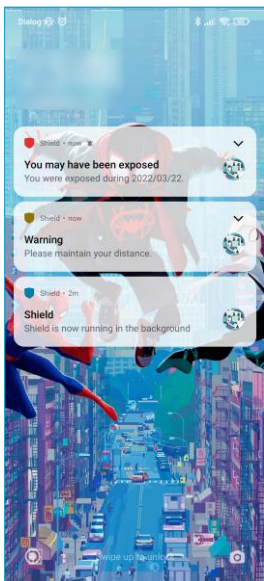 Dialog
Shield • now
You may have been exposed
You were exposed during 2022/03/22.
Shield • now
Warning
Please maintain your distance.
Shield • 2m
Shield
Shield is now running in the background
Swipe up to unlock